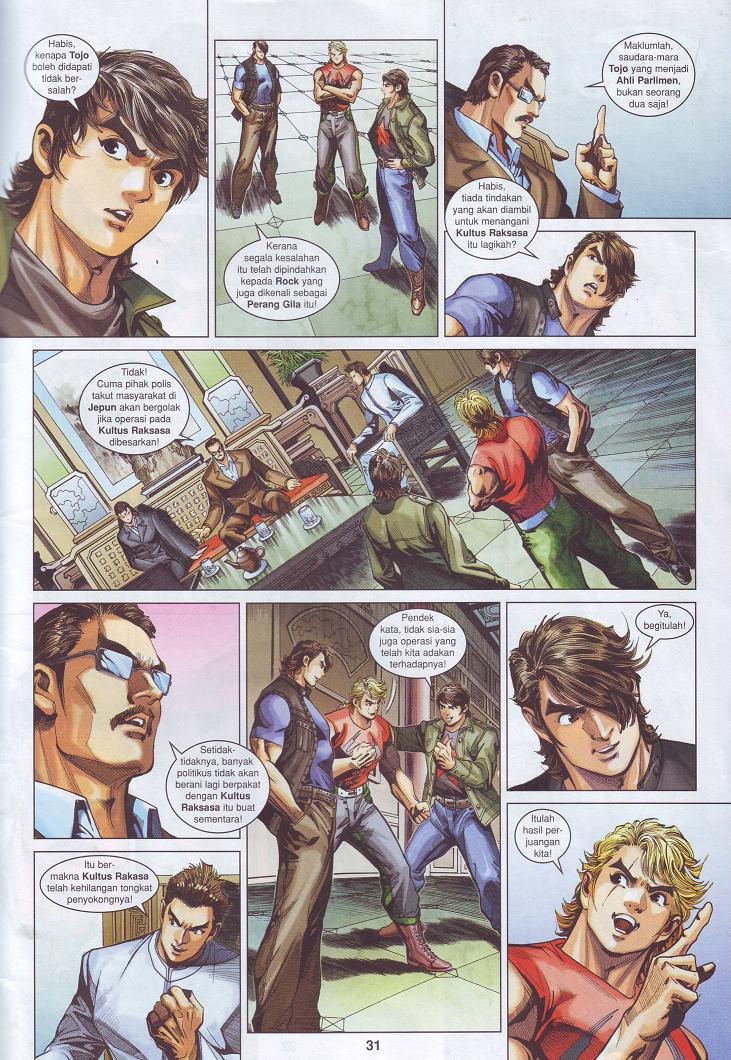 Habis,
kenapa Tojo
boleh didapati
tidak ber-
salah?
Kerana
segala kesalahan
itu telah dipindahkan
kepada Rock yang
juga dikenali sebagai
Perang Gila itu!
Maklumlah,
saudara-mara
Tojo yang menjadi
Ahli Parlimen,
bukan seorang
dua saja!
Habis,
tiada tindakan
yang akan diambil
untuk menangani
Kultus Raksasa
itu lagikah?
Tidak!
Cuma pihak polis
takut masyarakat di
Jepun akan bergolak
jika operasi pada
Kultus Raksasa
dibesarkan!
Setidak-
tidaknya, banyak
politikus tidak akan
berani lagi berpakat
dengan Kultus
Raksasa itu buat
sementara!
Itu ber-
makna Kultus Rakasa
telah kehilangan tongkat
penyokongnya!
Pendek
kata, tidak sia-sia
juga operasi yang
telah kita adakan
terhadapnya!
Ya,
begitulah!
Itulah
hasil per-
juangan
kita!
31